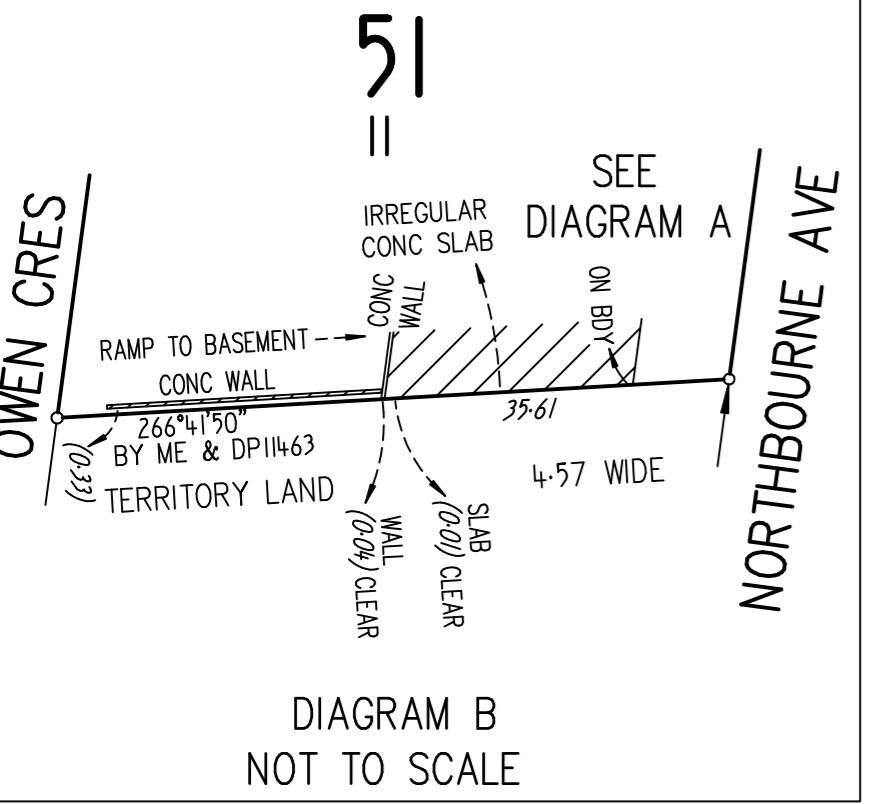 51
11
SEE
DIAGRAM A
IRREGULAR
CONC SLAB
OWEN CRES
NORTHBOURNE AVE
CONC
WALL
ON BDY
RAMP TO BASEMENT
CONC WALL
266°41'50"
35·61
BY ME & DP11463
(0.33)
TERRITORY LAND
4·57 WIDE
WALL
(0·04) CLEAR
SLAB
(0·01) CLEAR
DIAGRAM B
NOT TO SCALE